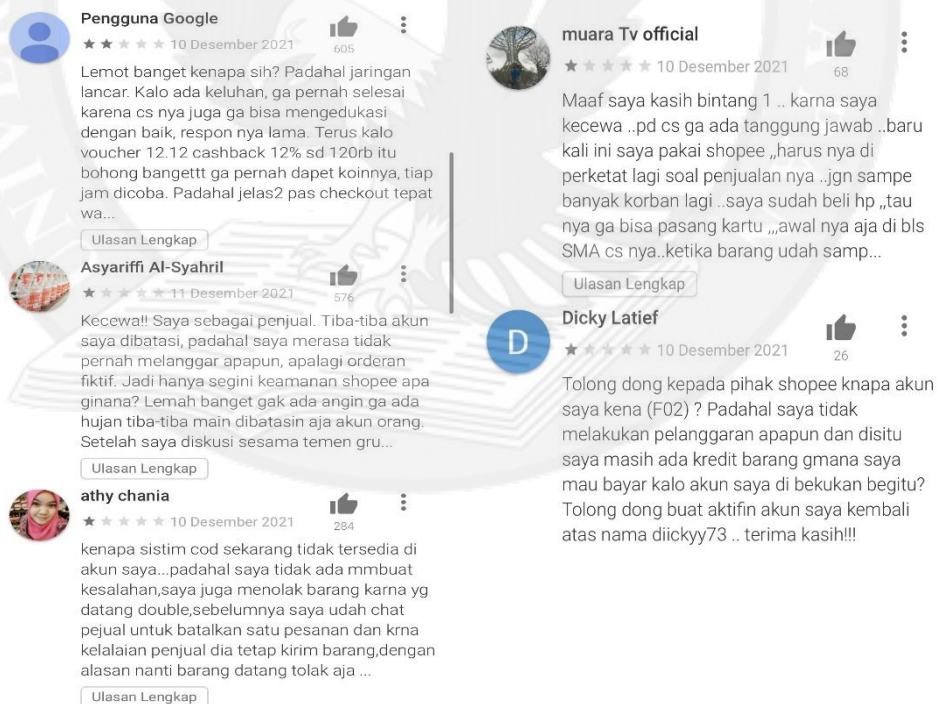 Pengguna Google
10 Desember 2021
605
Lemot banget kenapa sih? Padahal jaringan
lancar. Kalo ada keluhan, ga pernah selesai
karena cs nya juga ga bisa mengedukasi
dengan baik, respon nya lama. Terus kalo
voucher 12.12 cashback 12% sd 120rb itu
bohong bangettt ga pernah dapet koinnya, tiap
jam dicoba. Padahal jelas2 pas checkout tepat
wa...
Ulasan Lengkap
Asyariffi Al-Syahril
11 Desember 2021
576
Kecewa!! Saya sebagai penjual. Tiba-tiba akun
saya dibatasi, padahal saya merasa tidak
pernah melanggar apapun, apalagi orderan
fiktif. Jadi hanya segini keamanan shopee apa
ginana? Lemah banget gak ada angin ga ada
hujan tiba-tiba main dibatasin aja akun orang.
Setelah saya diskusi sesama temen gru...
Ulasan Lengkap
athy chania
10 Desember 2021
284
kenapa sistim cod sekarang tidak tersedia di
akun saya...padahal saya tidak ada mmbuat
kesalahan,saya juga menolak barang karna yg
datang double,sebelumnya saya udah chat
pejual untuk batalkan satu pesanan dan krna
kelalaian penjual dia tetap kirim barang,dengan
alasan nanti barang datang tolak aja ...
Ulasan Lengkap
muara Tv official
10 Desember 2021
68
Maaf saya kasih bintang 1 .. karna saya
kecewa ..pd cs ga ada tanggung jawab ..baru
kali ini saya pakai shopee ,,harus nya di
perketat lagi soal penjualan nya ..jgn sampe
banyak korban lagi ..saya sudah beli hp ,,tau
nya ga bisa pasang kartu ,,,awal nya aja di bls
SMA cs nya..ketika barang udah samp...
Ulasan Lengkap
D
Dicky Latief
10 Desember 2021
26
Tolong dong kepada pihak shopee knapa akun
saya kena (F02) ? Padahal saya tidak
melakukan pelanggaran apapun dan disitu
saya masih ada kredit barang gmana saya
mau bayar kalo akun saya di bekukan begitu?
Tolong dong buat aktifin akun saya kembali
atas nama diickyy73 .. terima kasih!!!